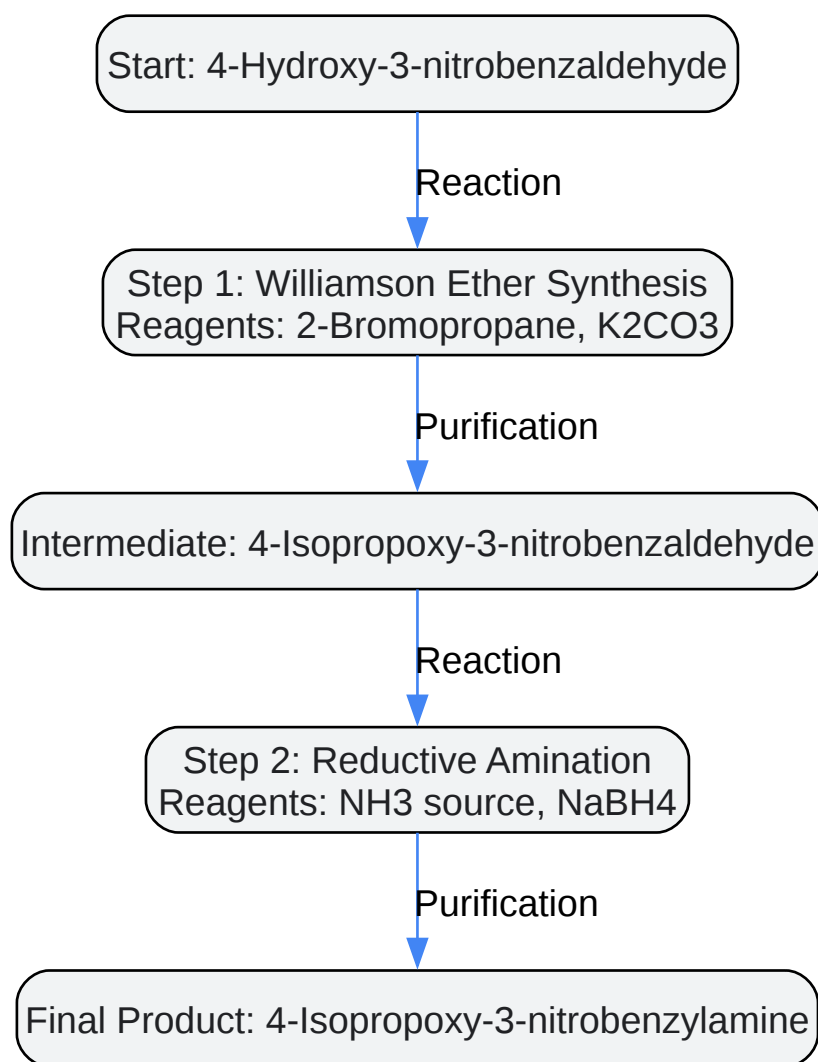 Start: 4-Hydroxy-3-nitrobenzaldehyde
Reaction
Step 1: Williamson Ether Synthesis
Reagents: 2-Bromopropane, K2CO3
Purification
Intermediate: 4-Isopropoxy-3-nitrobenzaldehyde
Reaction
Step 2: Reductive Amination
Reagents: NH3 source, NaBH4
Purification
Final Product: 4-Isopropoxy-3-nitrobenzylamine